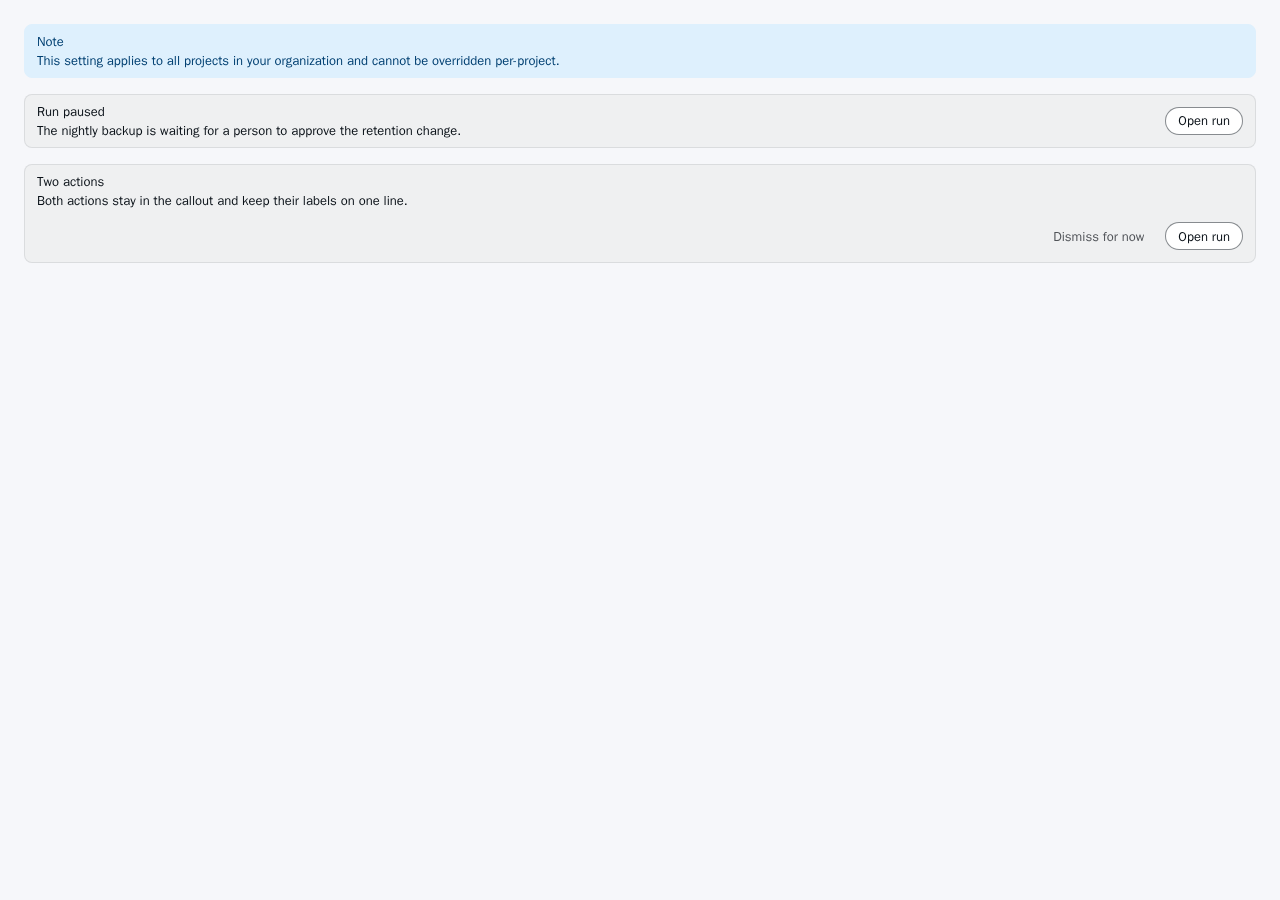 Note
This setting applies to all projects in your organization and cannot be overridden per-project.
Run paused
The nightly backup is waiting for a person to approve the retention change.
Open run
Two actions
Both actions stay in the callout and keep their labels on one line.
Dismiss for now
Open run